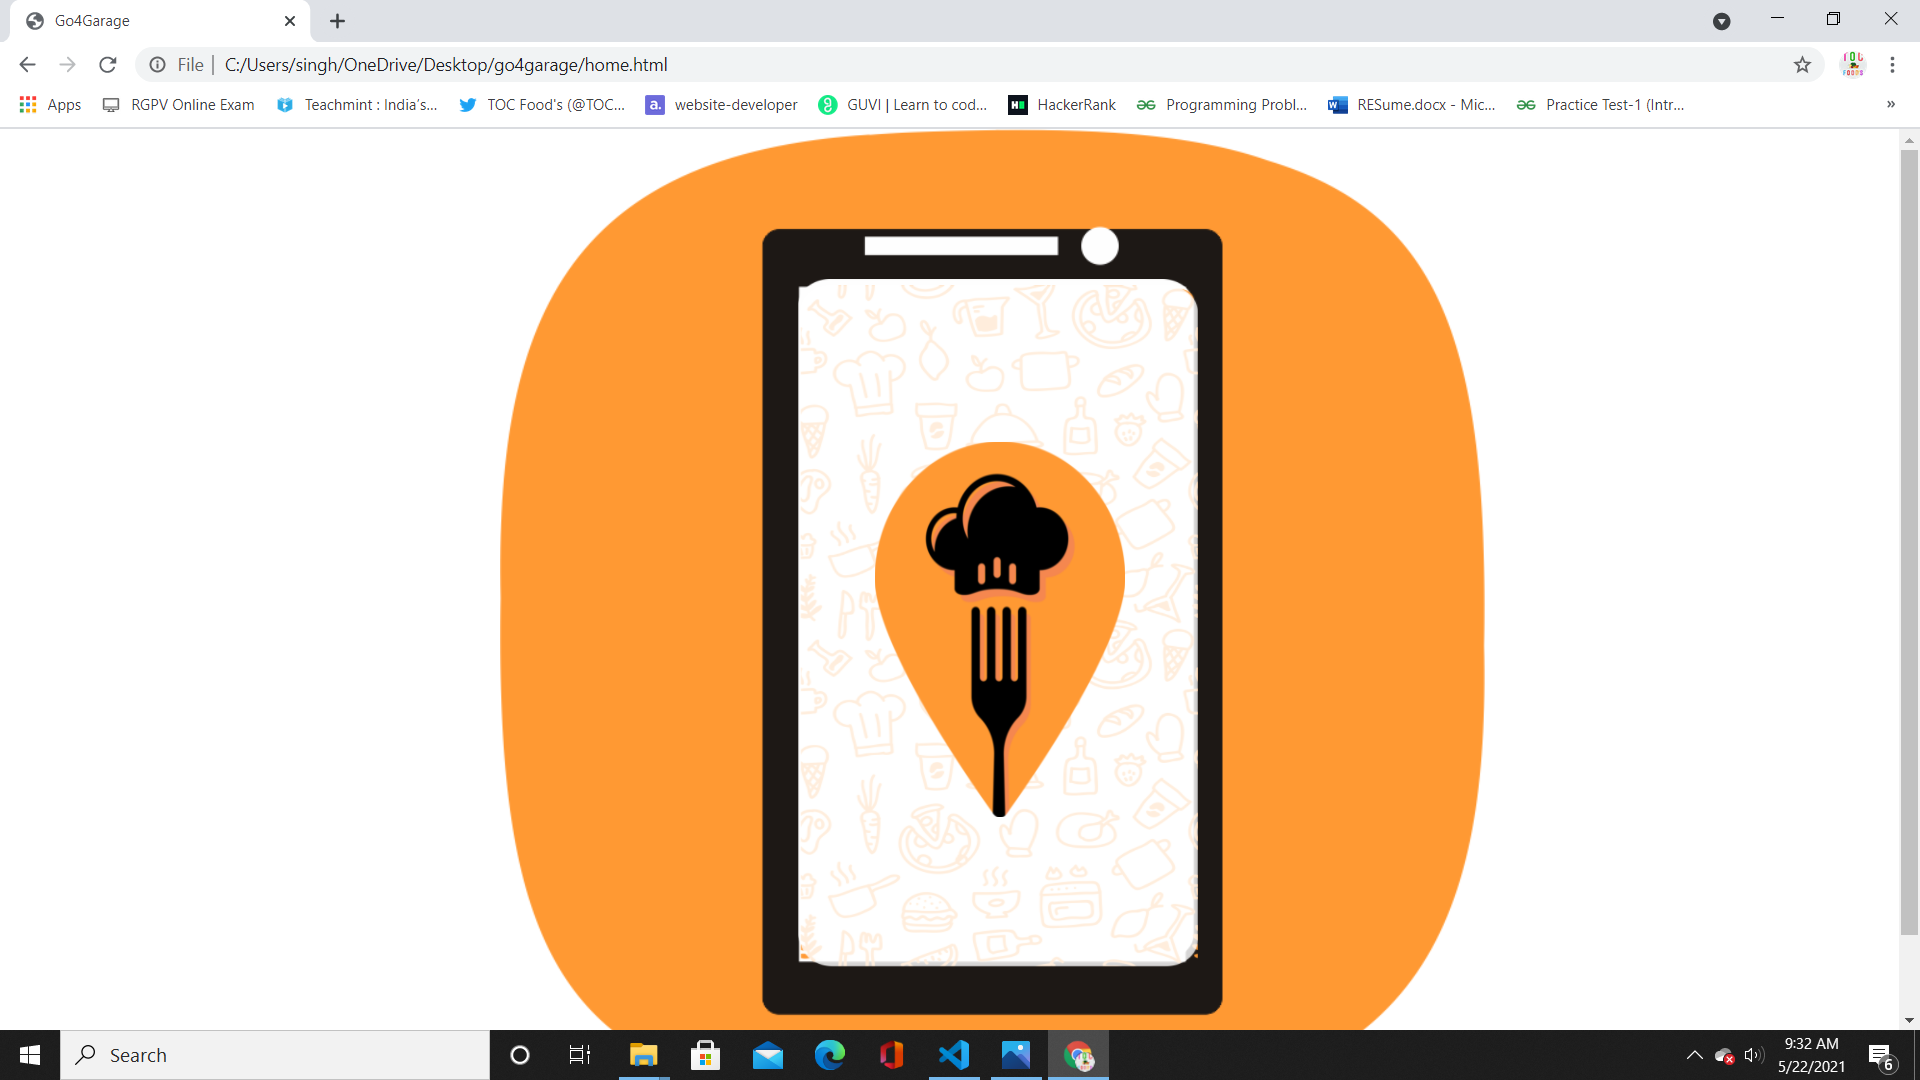 Go4Garage
File | C:/Users/singh/OneDrive/Desktop/go4garage/home.html
Apps RGPV Online Exam Teachmint : India's... TOC Food's (@TOC... a. website-developer GUVI | Learn to cod... H HackerRank Programming Probl... W RESume.docx - Mic... Practice Test-1 (Intr... »
Search
9:32 AM
5/22/2021
6